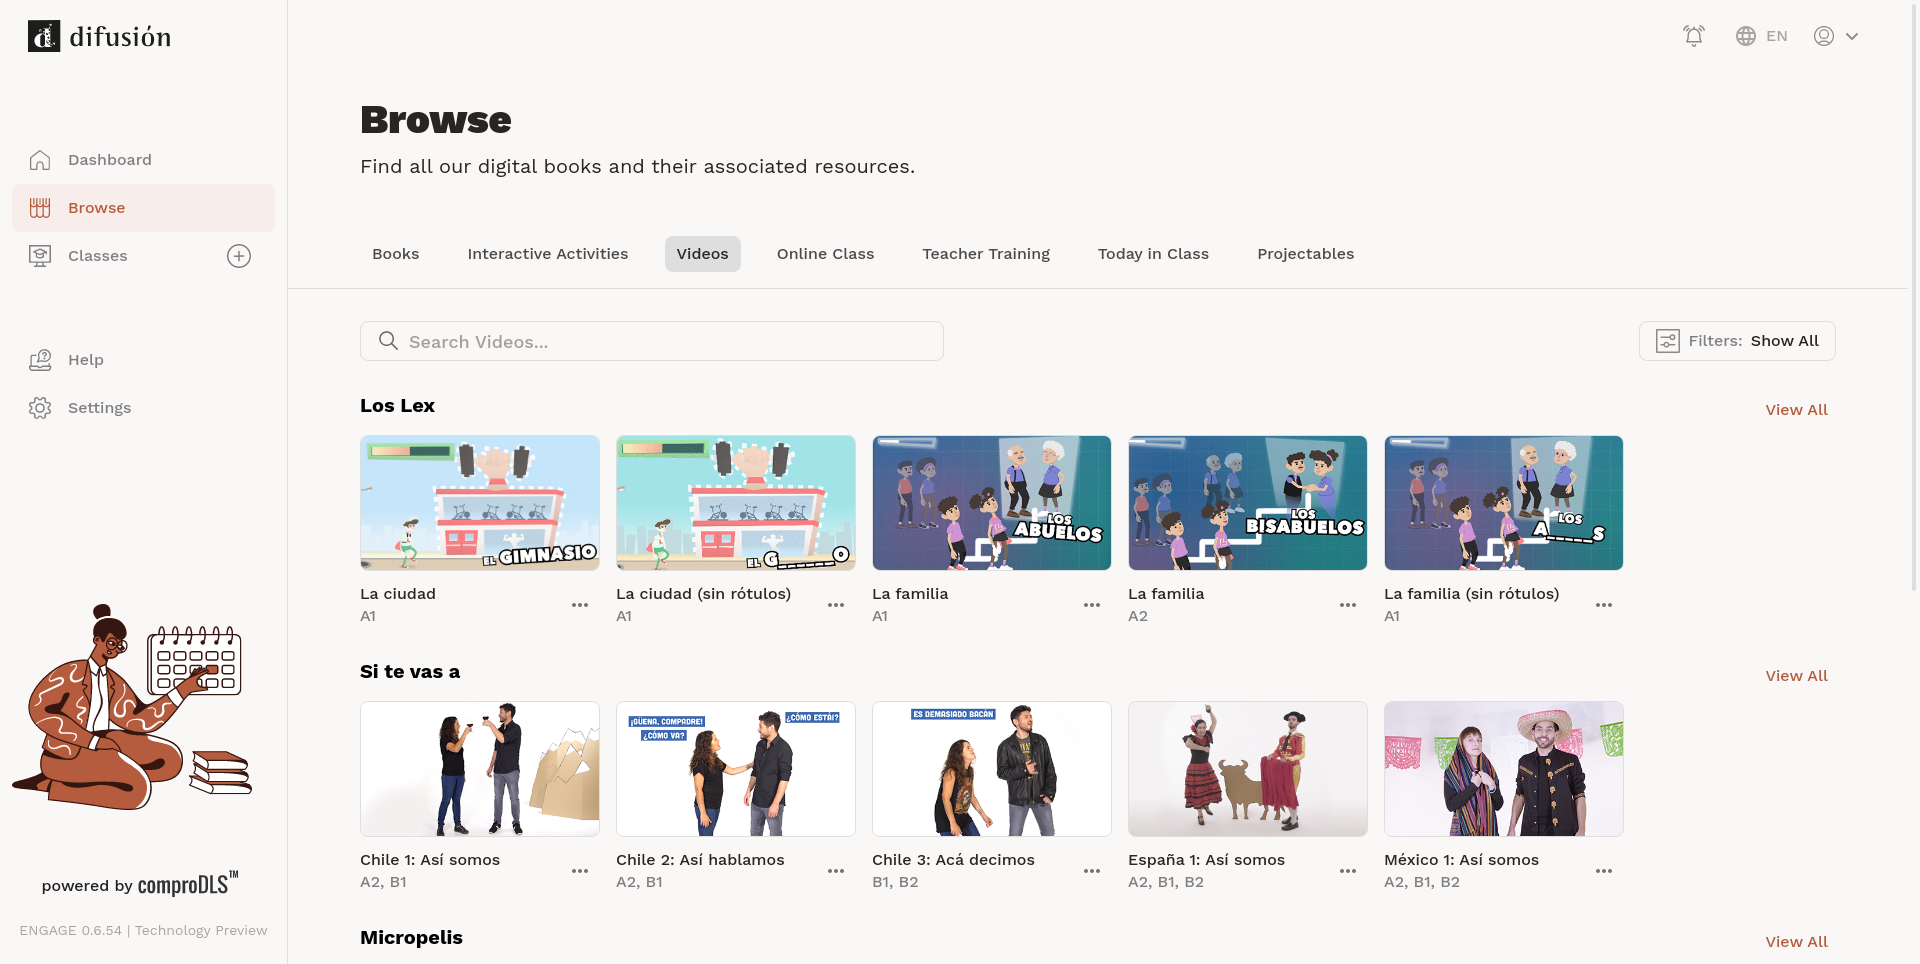 difusión
EN
Dashboard
Browse
Classes
Help
Settings
powered by comproDLS™
ENGAGE 0.6.54 | Technology Preview
Browse
Find all our digital books and their associated resources.
Books
Interactive Activities
Videos
Online Class
Teacher Training
Today in Class
Projectables
Search Videos...
Filters: Show All
Los Lex
View All
EL GIMNASIO
EL G_____O
LOS ABUELOS
LOS BISABUELOS
LOS A____S
La ciudad
A1
La ciudad (sin rótulos)
A1
La familia
A1
La familia
A2
La familia (sin rótulos)
A1
Si te vas a
View All
¡GÜENA, COMPADRE!
¿CÓMO VA?
¿CÓMO ESTÁI?
ES DEMASIADO BACÁN
Chile 1: Así somos
A2, B1
Chile 2: Así hablamos
A2, B1
Chile 3: Acá decimos
B1, B2
España 1: Así somos
A2, B1, B2
México 1: Así somos
A2, B1, B2
Micropelis
View All